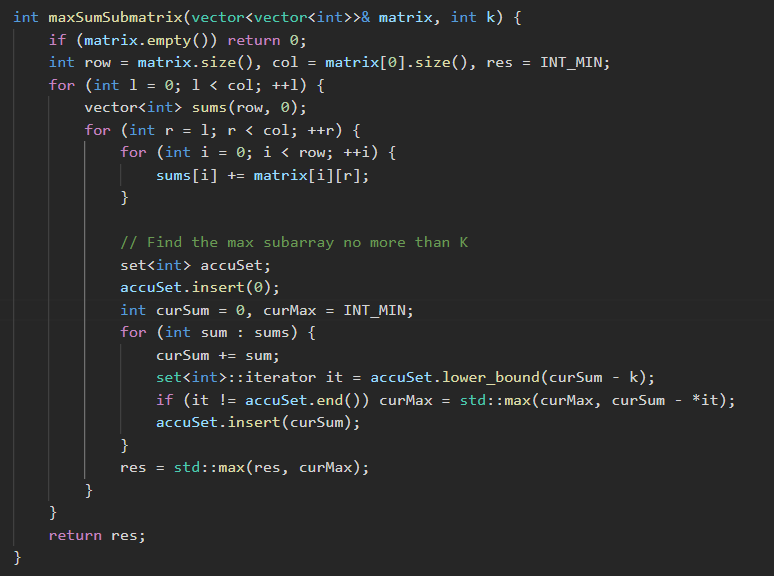 int maxSumSubmatrix(vector<vector<int>>& matrix, int k) {
    if (matrix.empty()) return 0;
    int row = matrix.size(), col = matrix[0].size(), res = INT_MIN;
    for (int l = 0; l < col; ++l) {
        vector<int> sums(row, 0);
        for (int r = l; r < col; ++r) {
            for (int i = 0; i < row; ++i) {
                sums[i] += matrix[i][r];
            }

            // Find the max subarray no more than K
            set<int> accuSet;
            accuSet.insert(0);
            int curSum = 0, curMax = INT_MIN;
            for (int sum : sums) {
                curSum += sum;
                set<int>::iterator it = accuSet.lower_bound(curSum - k);
                if (it != accuSet.end()) curMax = std::max(curMax, curSum - *it);
                accuSet.insert(curSum);
            }
            res = std::max(res, curMax);
        }
    }
    return res;
}